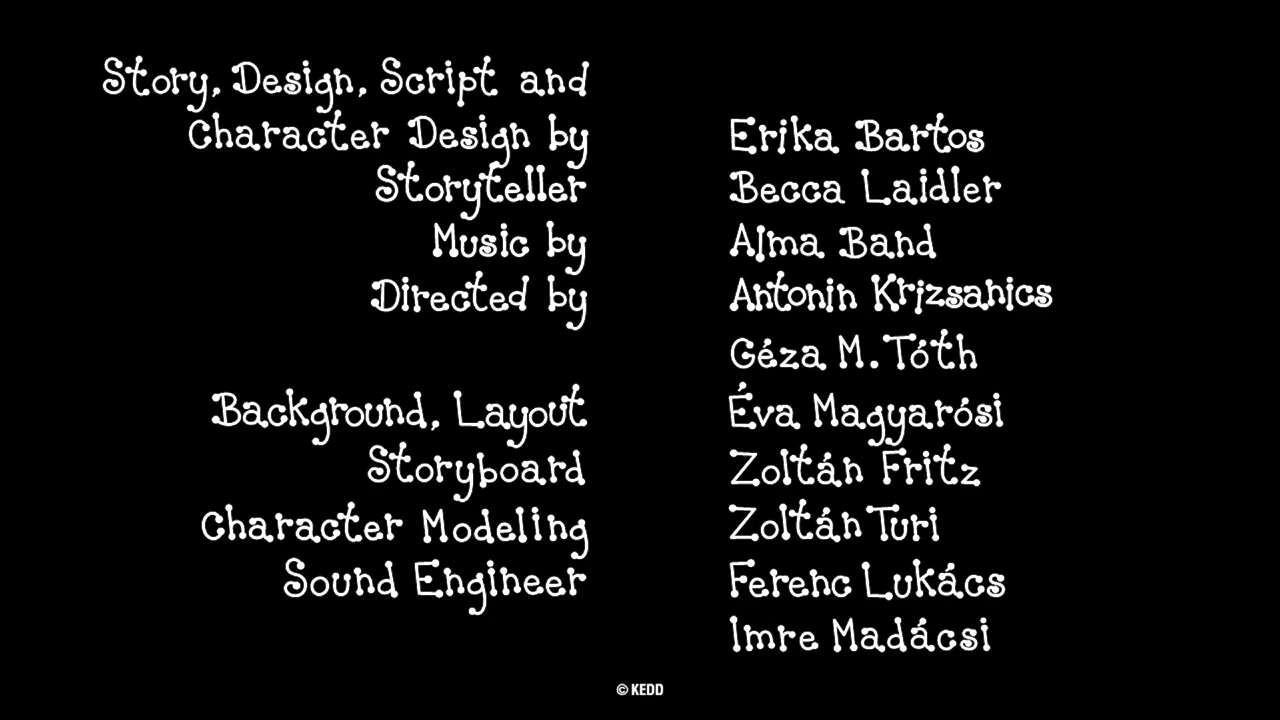 Story, Design, Script and
Character Design by Erika Bartos
Storyteller Becca Laidler
Music by Alma Band
Directed by Antonin Krizsanics
Géza M. Tóth
Background, Layout Éva Magyarósi
Storyboard Zoltán Fritz
Character Modeling Zoltán Turi
Sound Engineer Ferenc Lukács
Imre Madácsi
© KEDD